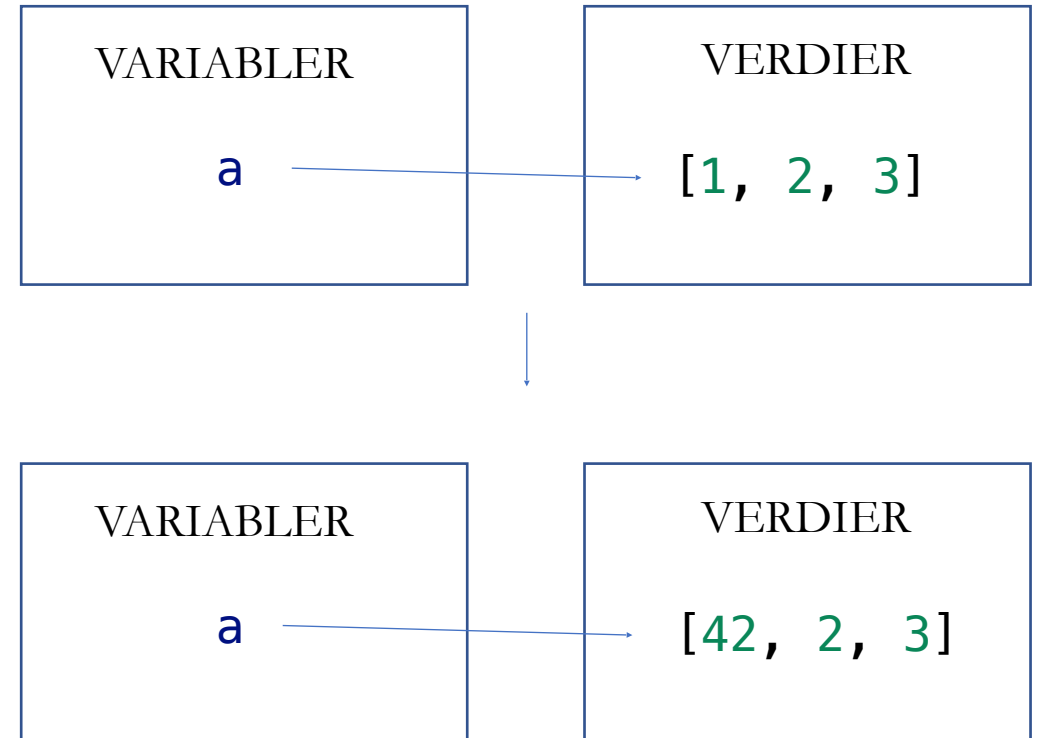 VARIABLER
VERDIER
a
[1, 2, 3]
VARIABLER
VERDIER
a
[42, 2, 3]